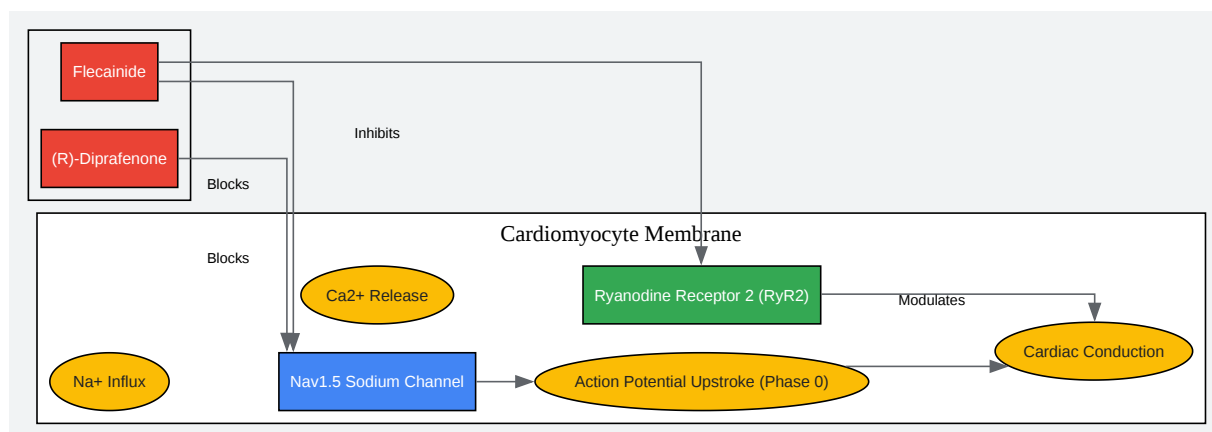 Flecainide
Inhibits
(R)-Diprafenone
Blocks
Cardiomyocyte Membrane
Blocks
Ca2+ Release
Ryanodine Receptor 2 (RyR2)
Modulates
Cardiac Conduction
Na+ Influx
Nav1.5 Sodium Channel
Action Potential Upstroke (Phase 0)